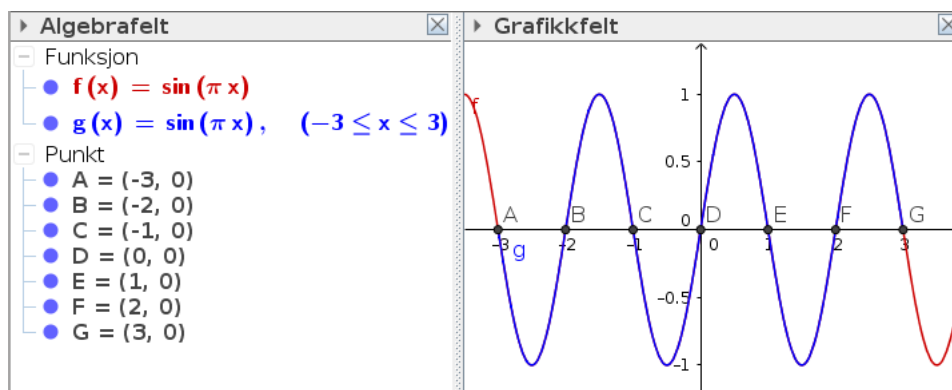 Algebrafelt
Funksjon
f(x) = sin(π x)
g(x) = sin(π x), (−3 ≤ x ≤ 3)
Punkt
A = (-3, 0)
B = (-2, 0)
C = (-1, 0)
D = (0, 0)
E = (1, 0)
F = (2, 0)
G = (3, 0)
Grafikkfelt
f
1
0.5
0
A B C D E F G
-3 -2 -1 0 1 2 3
g
-0.5
-1